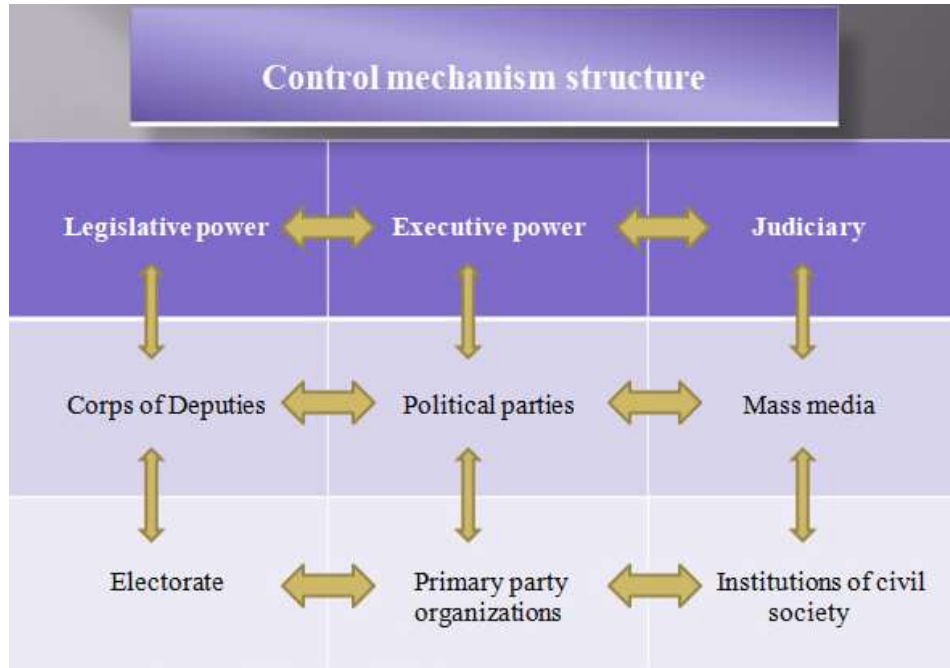 Control mechanism structure
Legislative power
Executive power
Judiciary
Corps of Deputies
Political parties
Mass media
Electorate
Primary party
organizations
Institutions of civil
society